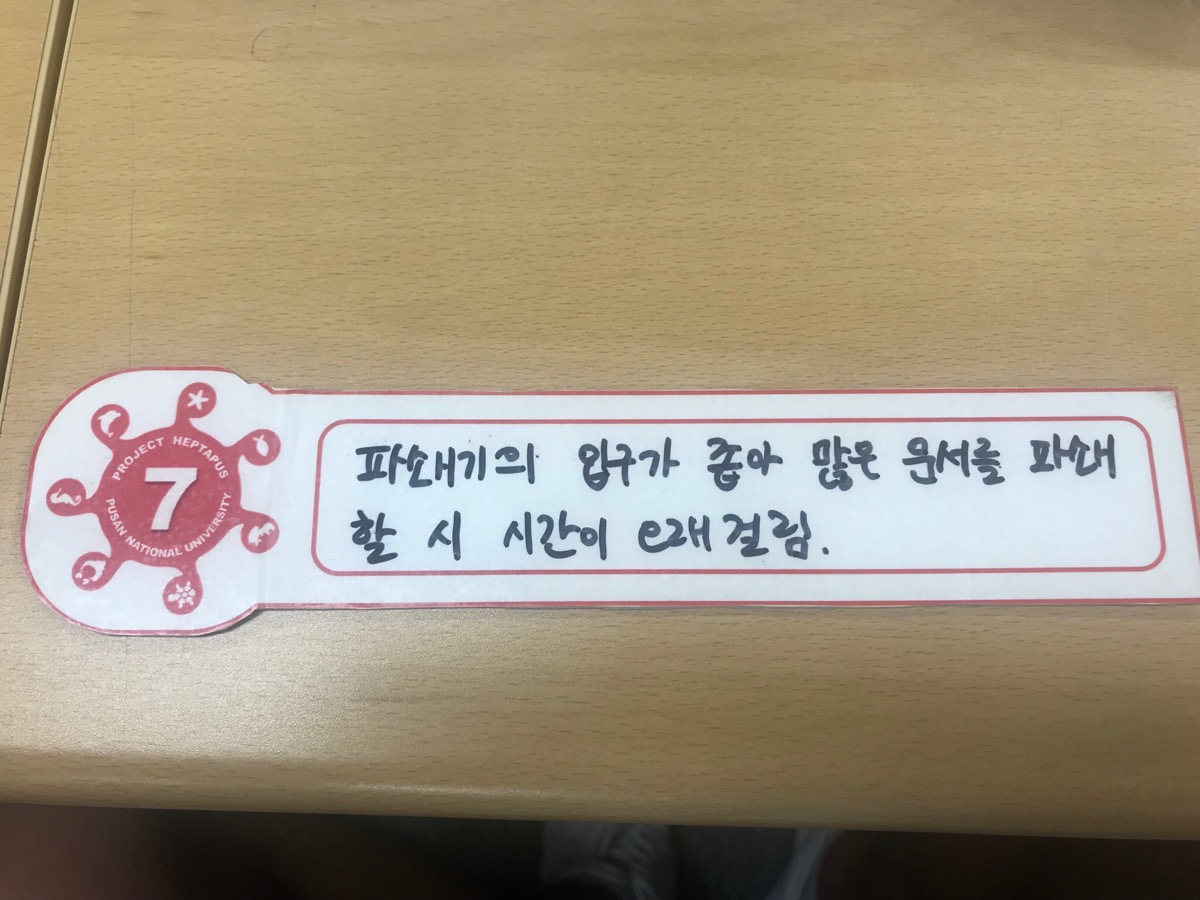 PROJECT HEPTAPUS
7
PUSAN NATIONAL UNIVERSITY
파쇄기의 입구가 좁아 많은 문서를 파쇄
할 시 시간이 오래 걸림.